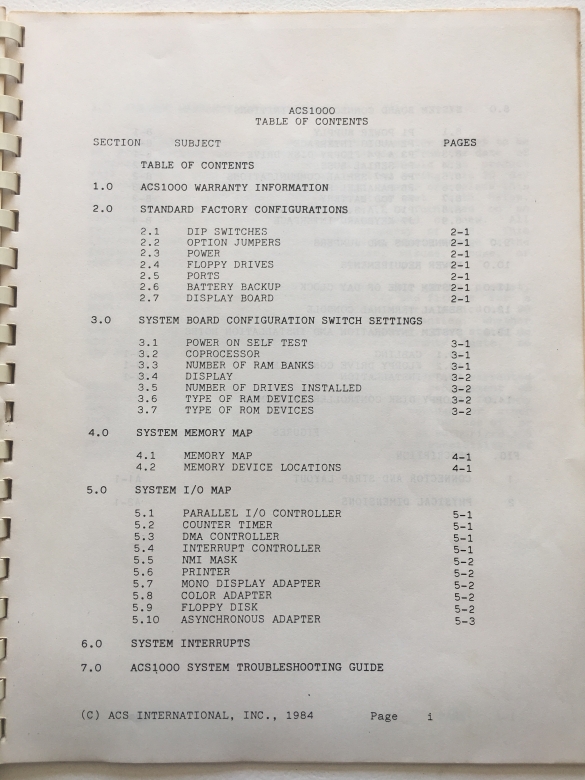 ACS1000
TABLE OF CONTENTS
SECTION SUBJECT PAGES
TABLE OF CONTENTS
1.0 ACS1000 WARRANTY INFORMATION
2.0 STANDARD FACTORY CONFIGURATIONS
2.1 DIP SWITCHES 2-1
2.2 OPTION JUMPERS 2-1
2.3 POWER 2-1
2.4 FLOPPY DRIVES 2-1
2.5 PORTS 2-1
2.6 BATTERY BACKUP 2-1
2.7 DISPLAY BOARD 2-1
3.0 SYSTEM BOARD CONFIGURATION SWITCH SETTINGS
3.1 POWER ON SELF TEST 3-1
3.2 COPROCESSOR 3-1
3.3 NUMBER OF RAM BANKS 3-1
3.4 DISPLAY 3-2
3.5 NUMBER OF DRIVES INSTALLED 3-2
3.6 TYPE OF RAM DEVICES 3-2
3.7 TYPE OF ROM DEVICES 3-2
4.0 SYSTEM MEMORY MAP
4.1 MEMORY MAP 4-1
4.2 MEMORY DEVICE LOCATIONS 4-1
5.0 SYSTEM I/O MAP
5.1 PARALLEL I/O CONTROLLER 5-1
5.2 COUNTER TIMER 5-1
5.3 DMA CONTROLLER 5-1
5.4 INTERRUPT CONTROLLER 5-1
5.5 NMI MASK 5-2
5.6 PRINTER 5-2
5.7 MONO DISPLAY ADAPTER 5-2
5.8 COLOR ADAPTER 5-2
5.9 FLOPPY DISK 5-2
5.10 ASYNCHRONOUS ADAPTER 5-3
6.0 SYSTEM INTERRUPTS
7.0 ACS1000 SYSTEM TROUBLESHOOTING GUIDE
(C) ACS INTERNATIONAL, INC., 1984 Page i